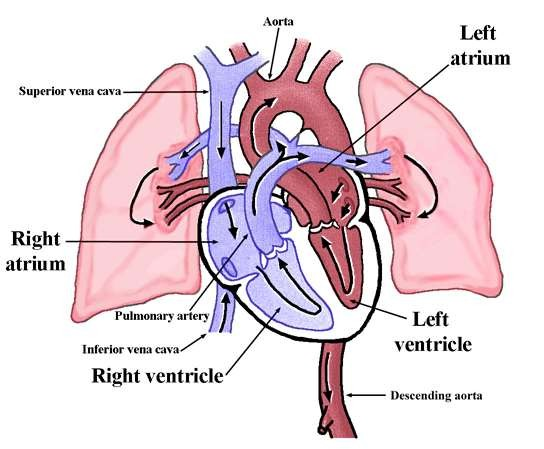 Aorta
Left
atrium
Superior vena cava
Right
atrium
Pulmonary artery
Left
ventricle
Inferior vena cava
Right ventricle
Descending aorta